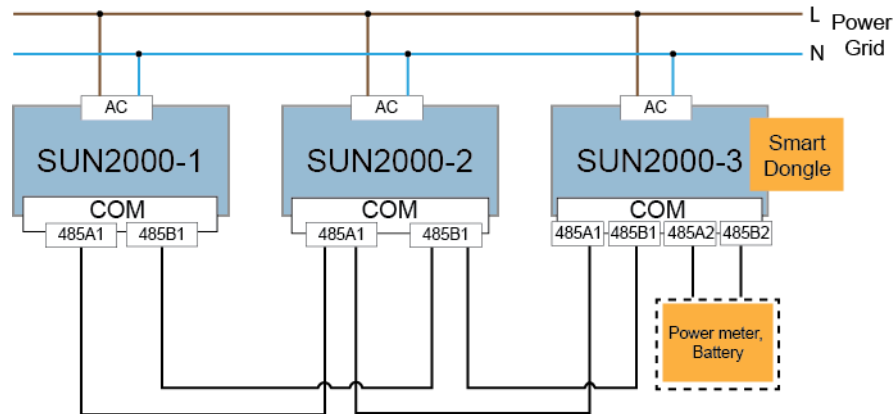 L
Power
Grid
N
AC
AC
AC
SUN2000-1
SUN2000-2
SUN2000-3
Smart
Dongle
COM
COM
COM
485A1
485B1
485A1
485B1
485A1
485B1
485A2
485B2
Power meter,
Battery